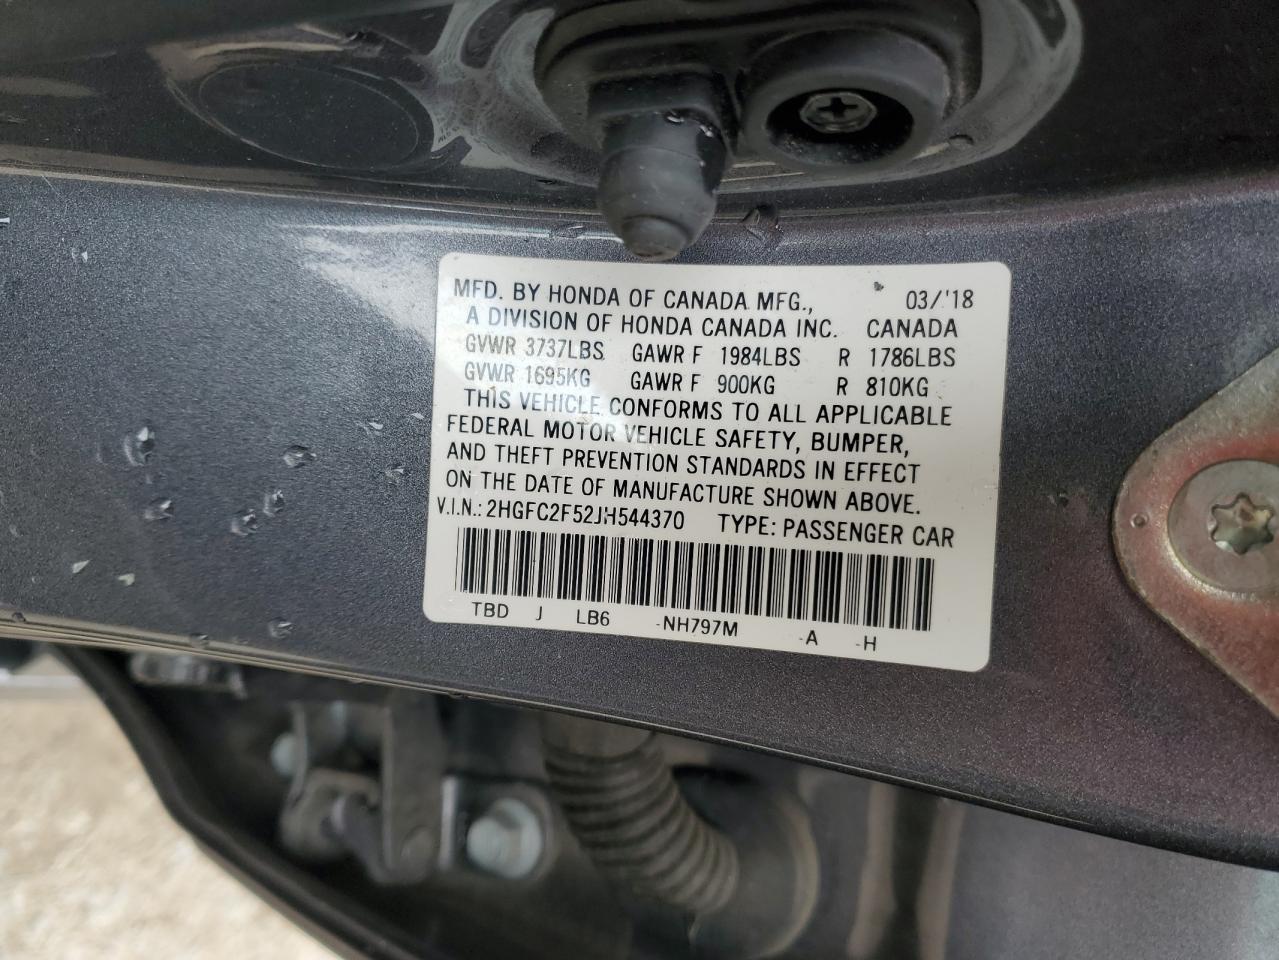 MFD. BY HONDA OF CANADA MFG., 03/'18
A DIVISION OF HONDA CANADA INC. CANADA
GVWR 3737LBS GAWR F 1984LBS R 1786LBS
GVWR 1695KG GAWR F 900KG R 810KG
THIS VEHICLE CONFORMS TO ALL APPLICABLE
FEDERAL MOTOR VEHICLE SAFETY, BUMPER,
AND THEFT PREVENTION STANDARDS IN EFFECT
ON THE DATE OF MANUFACTURE SHOWN ABOVE.
V.I.N.: 2HGFC2F52JH544370 TYPE: PASSENGER CAR
TBD J LB6 -NH797M -A -H